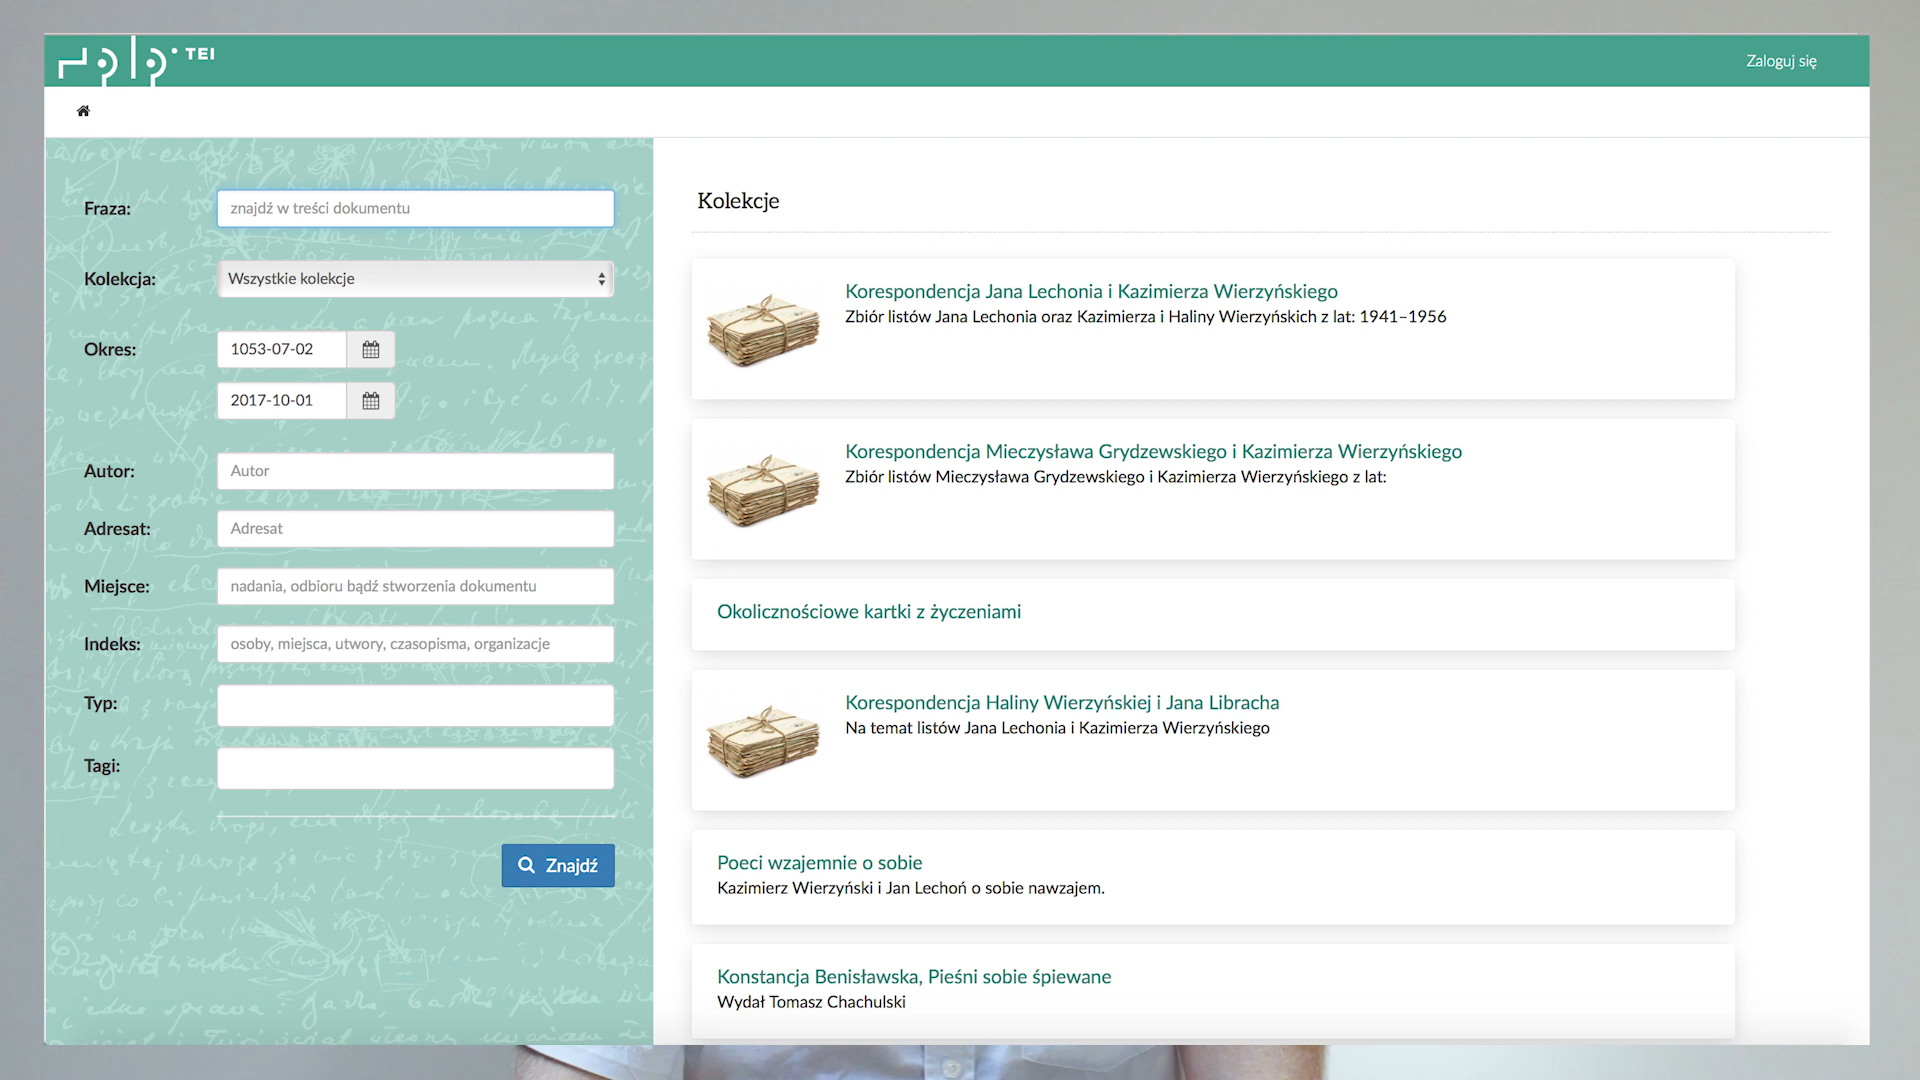 TEI
Zaloguj się
Fraza:
znajdź w treści dokumentu
Kolekcja:
Wszystkie kolekcje
Okres:
1053-07-02
2017-10-01
Autor:
Autor
Adresat:
Adresat
Miejsce:
nadania, odbioru bądź stworzenia dokumentu
Indeks:
osoby, miejsca, utwory, czasopisma, organizacje
Typ:
Tagi:
Znajdź
Kolekcje
Korespondencja Jana Lechonia i Kazimierza Wierzyńskiego
Zbiór listów Jana Lechonia oraz Kazimierza i Haliny Wierzyńskich z lat: 1941–1956
Korespondencja Mieczysława Grydzewskiego i Kazimierza Wierzyńskiego
Zbiór listów Mieczysława Grydzewskiego i Kazimierza Wierzyńskiego z lat:
Okolicznościowe kartki z życzeniami
Korespondencja Haliny Wierzyńskiej i Jana Libracha
Na temat listów Jana Lechonia i Kazimierza Wierzyńskiego
Poeci wzajemnie o sobie
Kazimierz Wierzyński i Jan Lechoń o sobie nawzajem.
Konstancja Benisławska, Pieśni sobie śpiewane
Wydał Tomasz Chachulski